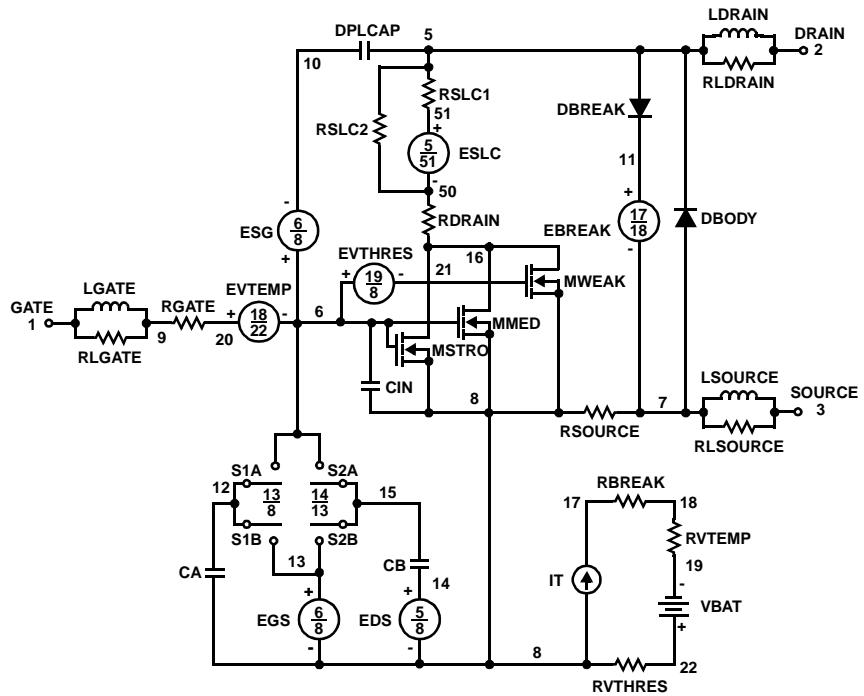 LDRAIN
DPLCAP 5 DRAIN
10 2
RLDRAIN
RSLC1
51
DBREAK
RSLC2
+
5
51
ESLC
11
-
50
-
+
17
18
DBODY
RDRAIN
6
8
ESG
EBREAK
+
EVTHRES
16
-
+ 19
8 - 21
MWEAK
LGATE
EVTEMP
GATE
1
RGATE
+ 18
22 -
6
MMED
9
20
MSTRO
RLGATE
LSOURCE
CIN
8
7
SOURCE
3
RSOURCE
RLSOURCE
S1A
S2A
12
13
8
14
13
15
RBREAK
17
18
S1B
S2B
RVTEMP
13
CB
19
CA
14
IT
-
+
+
VBAT
EGS
6
8
EDS
5
8
+
-
-
8
22
RVTHRES